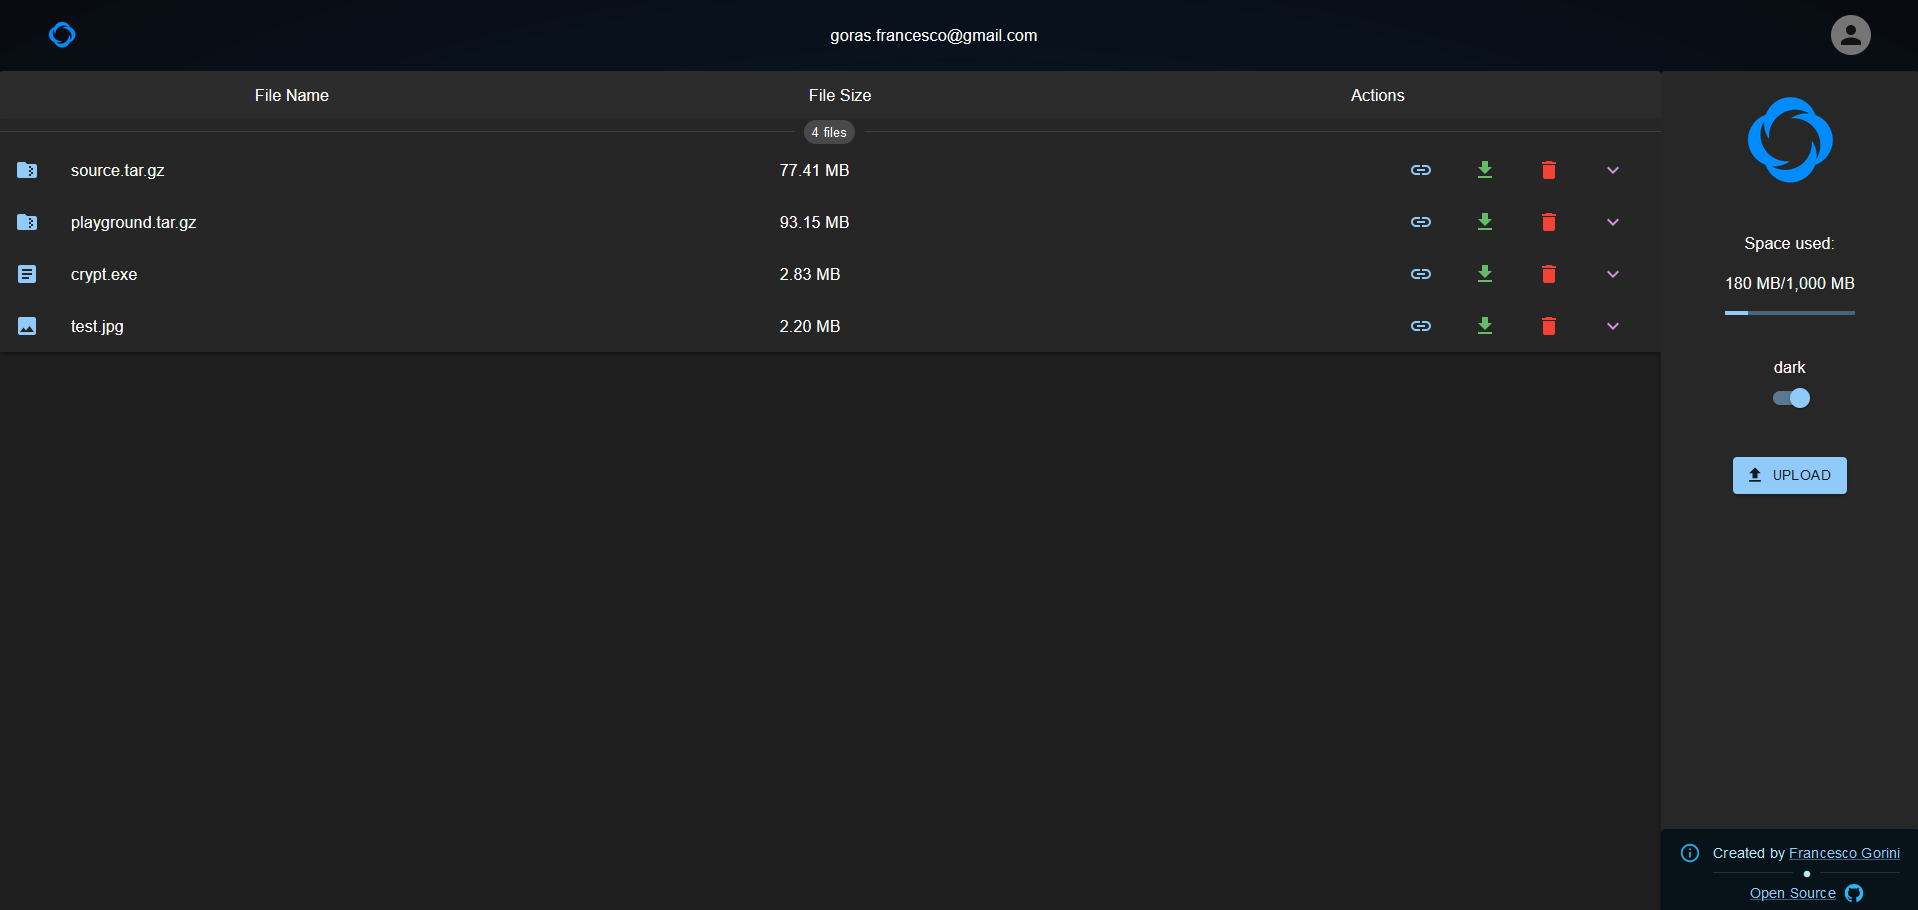 goras.francesco@gmail.com
File Name File Size Actions
4 files
source.tar.gz 77.41 MB
playground.tar.gz 93.15 MB
crypt.exe 2.83 MB
test.jpg 2.20 MB
Space used:
180 MB/1,000 MB
dark
UPLOAD
Created by Francesco Gorini
Open Source